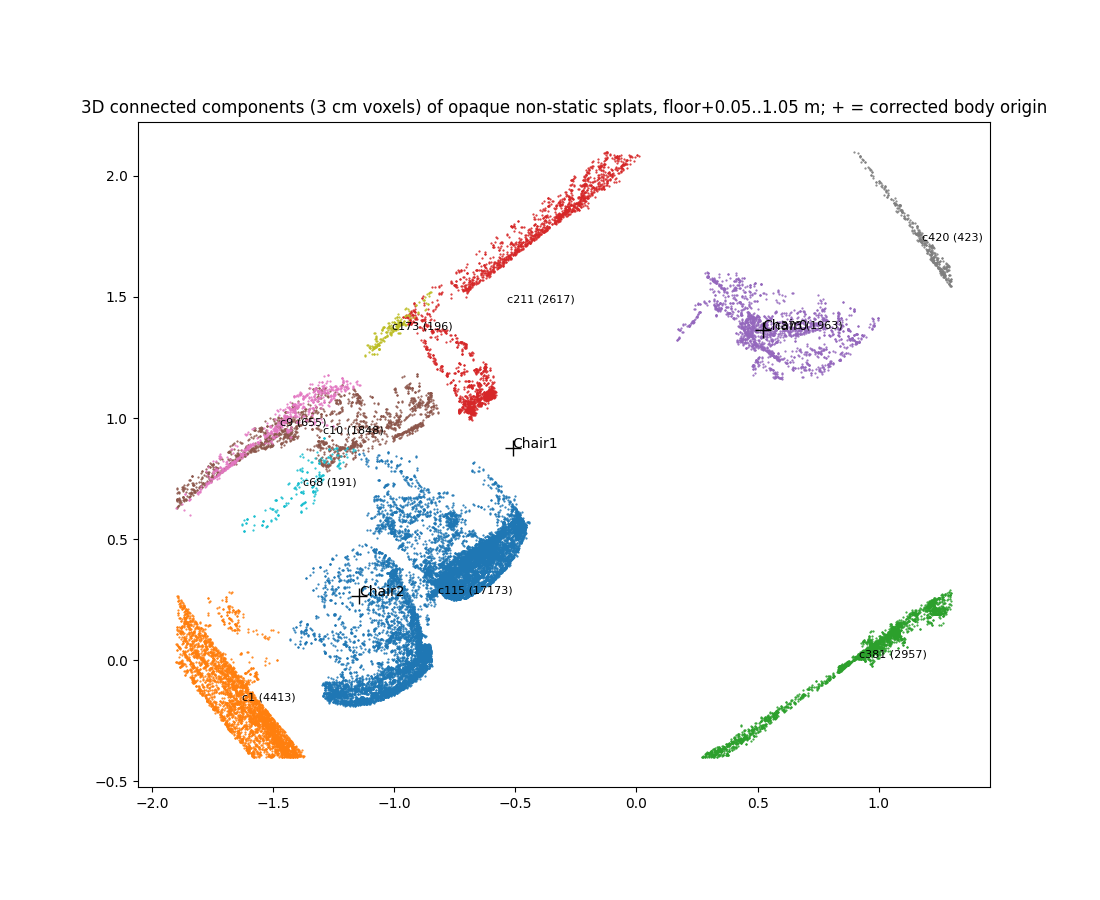 3D connected components (3 cm voxels) of opaque non-static splats, floor+0.05..1.05 m; + = corrected body origin
2.0
1.5
1.0
0.5
0.0
−0.5
−2.0
−1.5
−1.0
−0.5
0.0
0.5
1.0
c420 (423)
c211 (2617)
c173 (196)
Chair0
(1963)
c9 (655)
c10 (1848)
Chair1
c68 (191)
Chair2
c115 (17173)
c381 (2957)
c1 (4413)